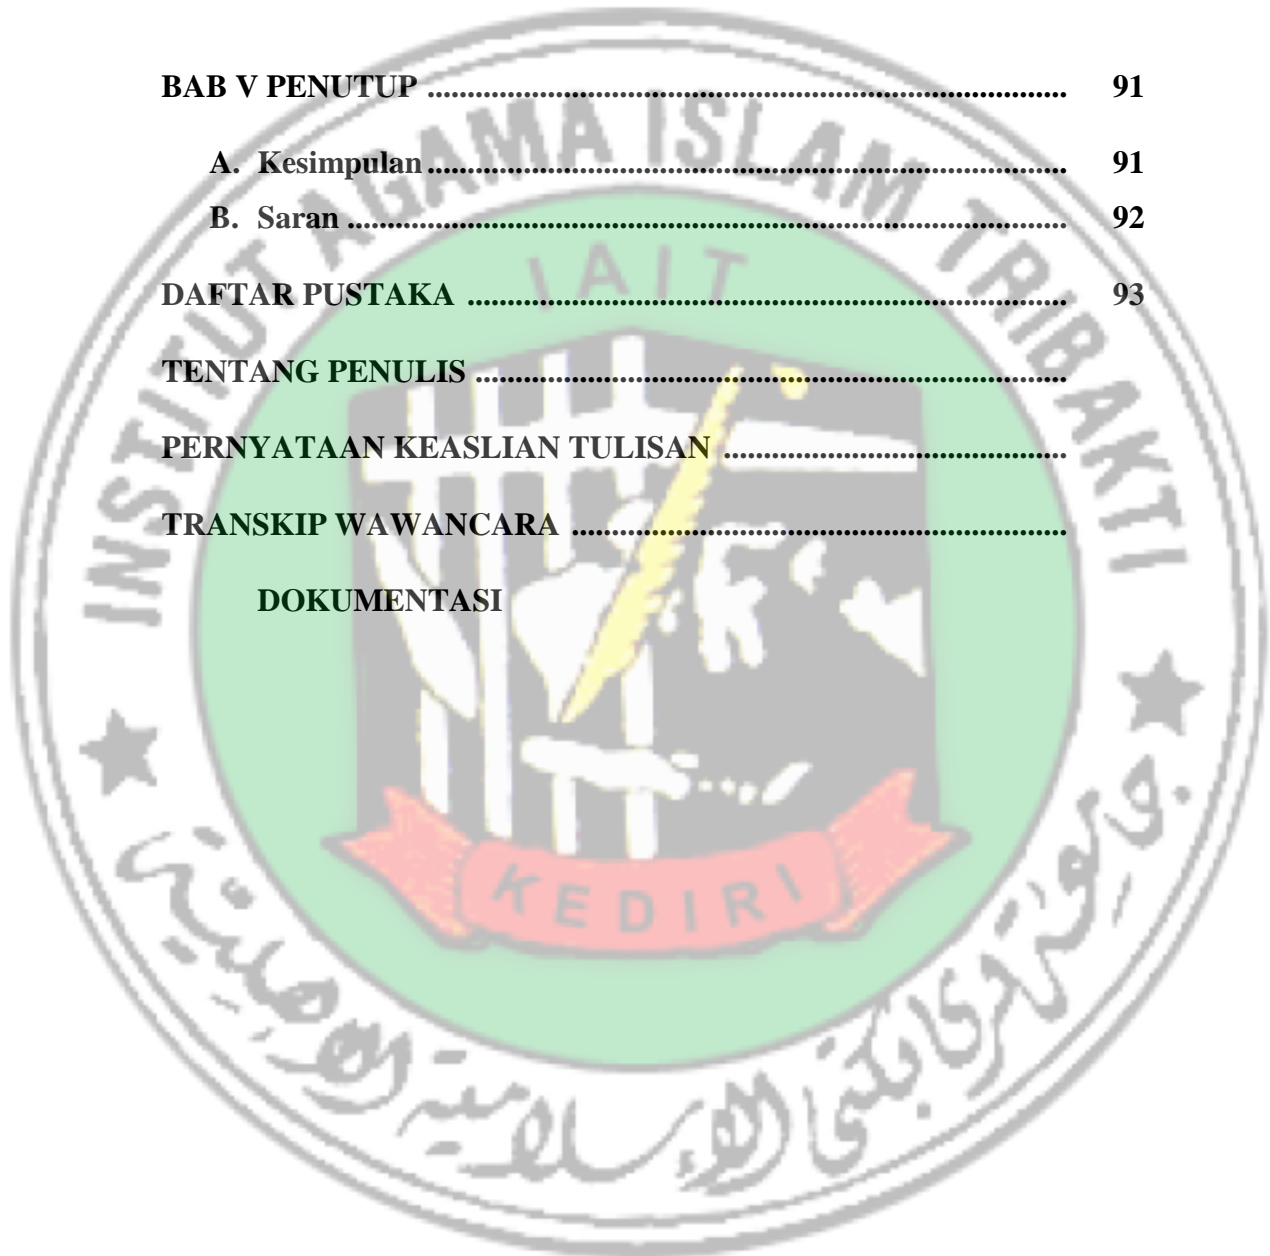 BAB V PENUTUP ................................................................................ 91
A. Kesimpulan ................................................................................ 91
B. Saran .......................................................................................... 92
DAFTAR PUSTAKA ........................................................................... 93
TENTANG PENULIS ..........................................................................
PERNYATAAN KEASLIAN TULISAN ...........................................
TRANSKIP WAWANCARA ..............................................................
DOKUMENTASI
INSTITUT AGAMA ISLAM TRIBAKTI
IAIT
KEDIRI